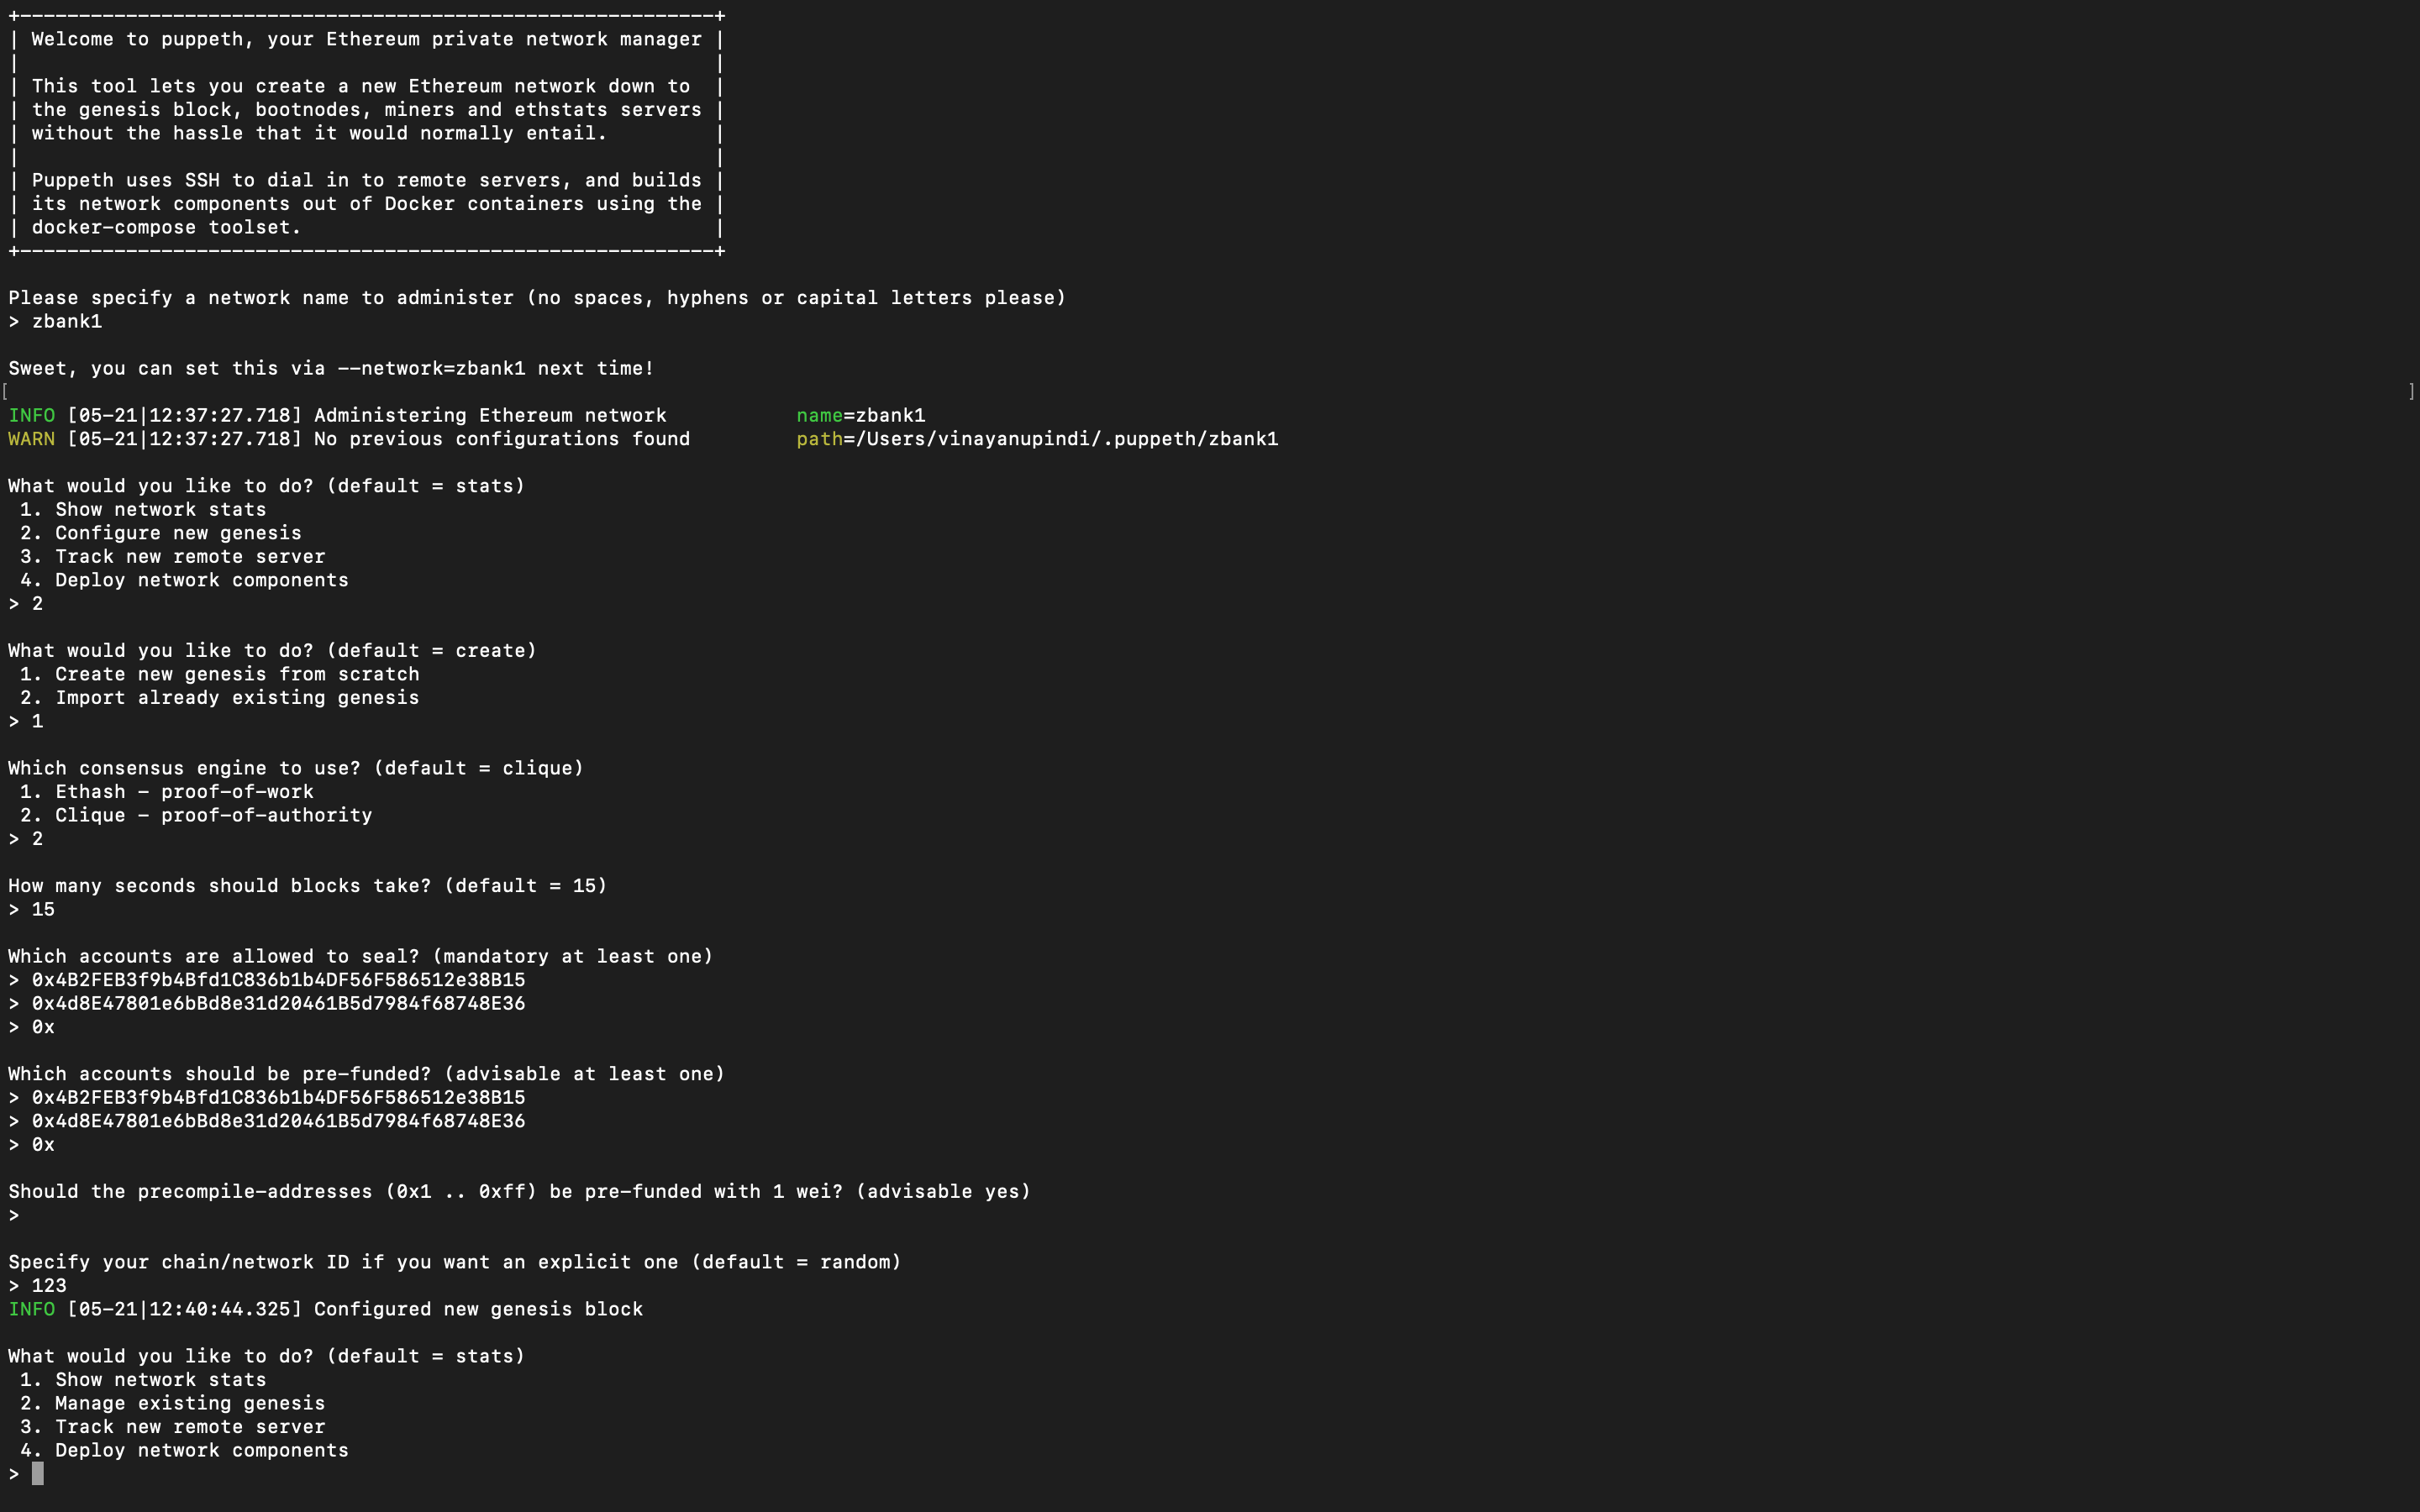 +-----------------------------------------------------------+
| Welcome to puppeth, your Ethereum private network manager |
|                                                           |
| This tool lets you create a new Ethereum network down to  |
| the genesis block, bootnodes, miners and ethstats servers |
| without the hassle that it would normally entail.         |
|                                                           |
| Puppeth uses SSH to dial in to remote servers, and builds |
| its network components out of Docker containers using the |
| docker-compose toolset.                                   |
+-----------------------------------------------------------+
Please specify a network name to administer (no spaces, hyphens or capital letters please)
> zbank1
Sweet, you can set this via --network=zbank1 next time!
[ ]
INFO [05-21|12:37:27.718] Administering Ethereum network           name=zbank1
WARN [05-21|12:37:27.718] No previous configurations found         path=/Users/vinayanupindi/.puppeth/zbank1
What would you like to do? (default = stats)
 1. Show network stats
 2. Configure new genesis
 3. Track new remote server
 4. Deploy network components
> 2
What would you like to do? (default = create)
 1. Create new genesis from scratch
 2. Import already existing genesis
> 1
Which consensus engine to use? (default = clique)
 1. Ethash - proof-of-work
 2. Clique - proof-of-authority
> 2
How many seconds should blocks take? (default = 15)
> 15
Which accounts are allowed to seal? (mandatory at least one)
> 0x4B2FEB3f9b4Bfd1C836b1b4DF56F586512e38B15
> 0x4d8E47801e6bBd8e31d20461B5d7984f68748E36
> 0x
Which accounts should be pre-funded? (advisable at least one)
> 0x4B2FEB3f9b4Bfd1C836b1b4DF56F586512e38B15
> 0x4d8E47801e6bBd8e31d20461B5d7984f68748E36
> 0x
Should the precompile-addresses (0x1 .. 0xff) be pre-funded with 1 wei? (advisable yes)
>
Specify your chain/network ID if you want an explicit one (default = random)
> 123
INFO [05-21|12:40:44.325] Configured new genesis block
What would you like to do? (default = stats)
 1. Show network stats
 2. Manage existing genesis
 3. Track new remote server
 4. Deploy network components
>